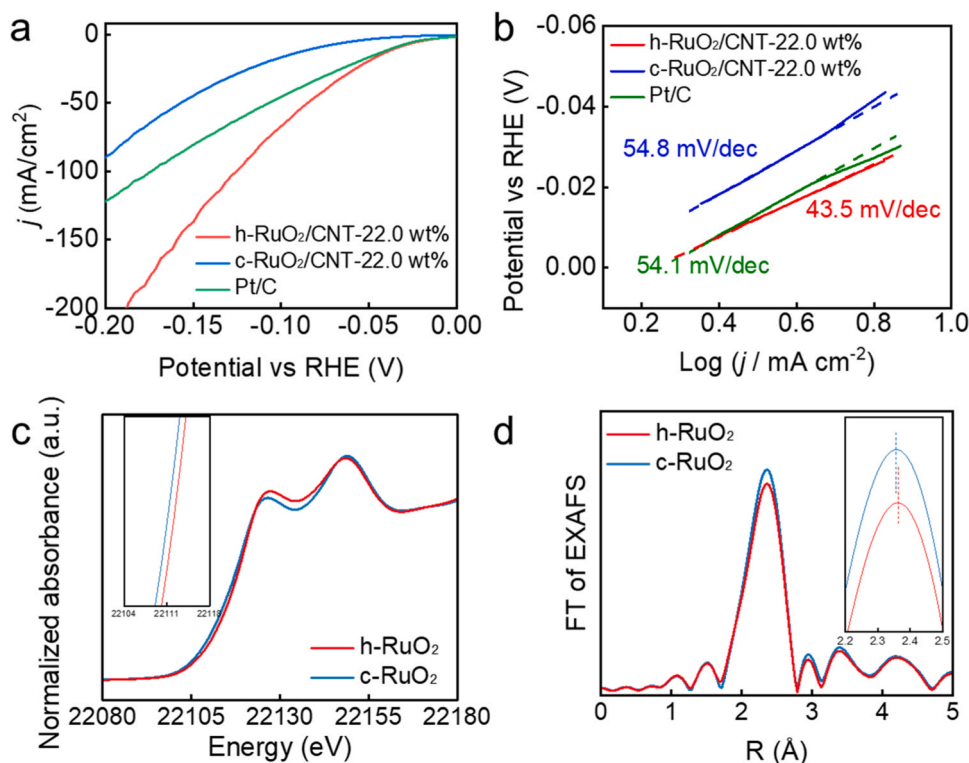 a
0
-50
-100
-150
-200
j (mA/cm²)
h-RuO₂/CNT-22.0 wt%
c-RuO₂/CNT-22.0 wt%
Pt/C
-0.20 -0.15 -0.10 -0.05 0.00
Potential vs RHE (V)
b
-0.06
-0.04
-0.02
0.00
Potential vs RHE (V)
h-RuO₂/CNT-22.0 wt%
c-RuO₂/CNT-22.0 wt%
Pt/C
54.8 mV/dec
43.5 mV/dec
54.1 mV/dec
0.2 0.4 0.6 0.8 1.0
Log (j / mA cm⁻²)
c
Normalized absorbance (a.u.)
22104 22111 22118
h-RuO₂
c-RuO₂
22080 22105 22130 22155 22180
Energy (eV)
d
FT of EXAFS
h-RuO₂
c-RuO₂
2.2 2.3 2.4 2.5
0 1 2 3 4 5
R (Å)